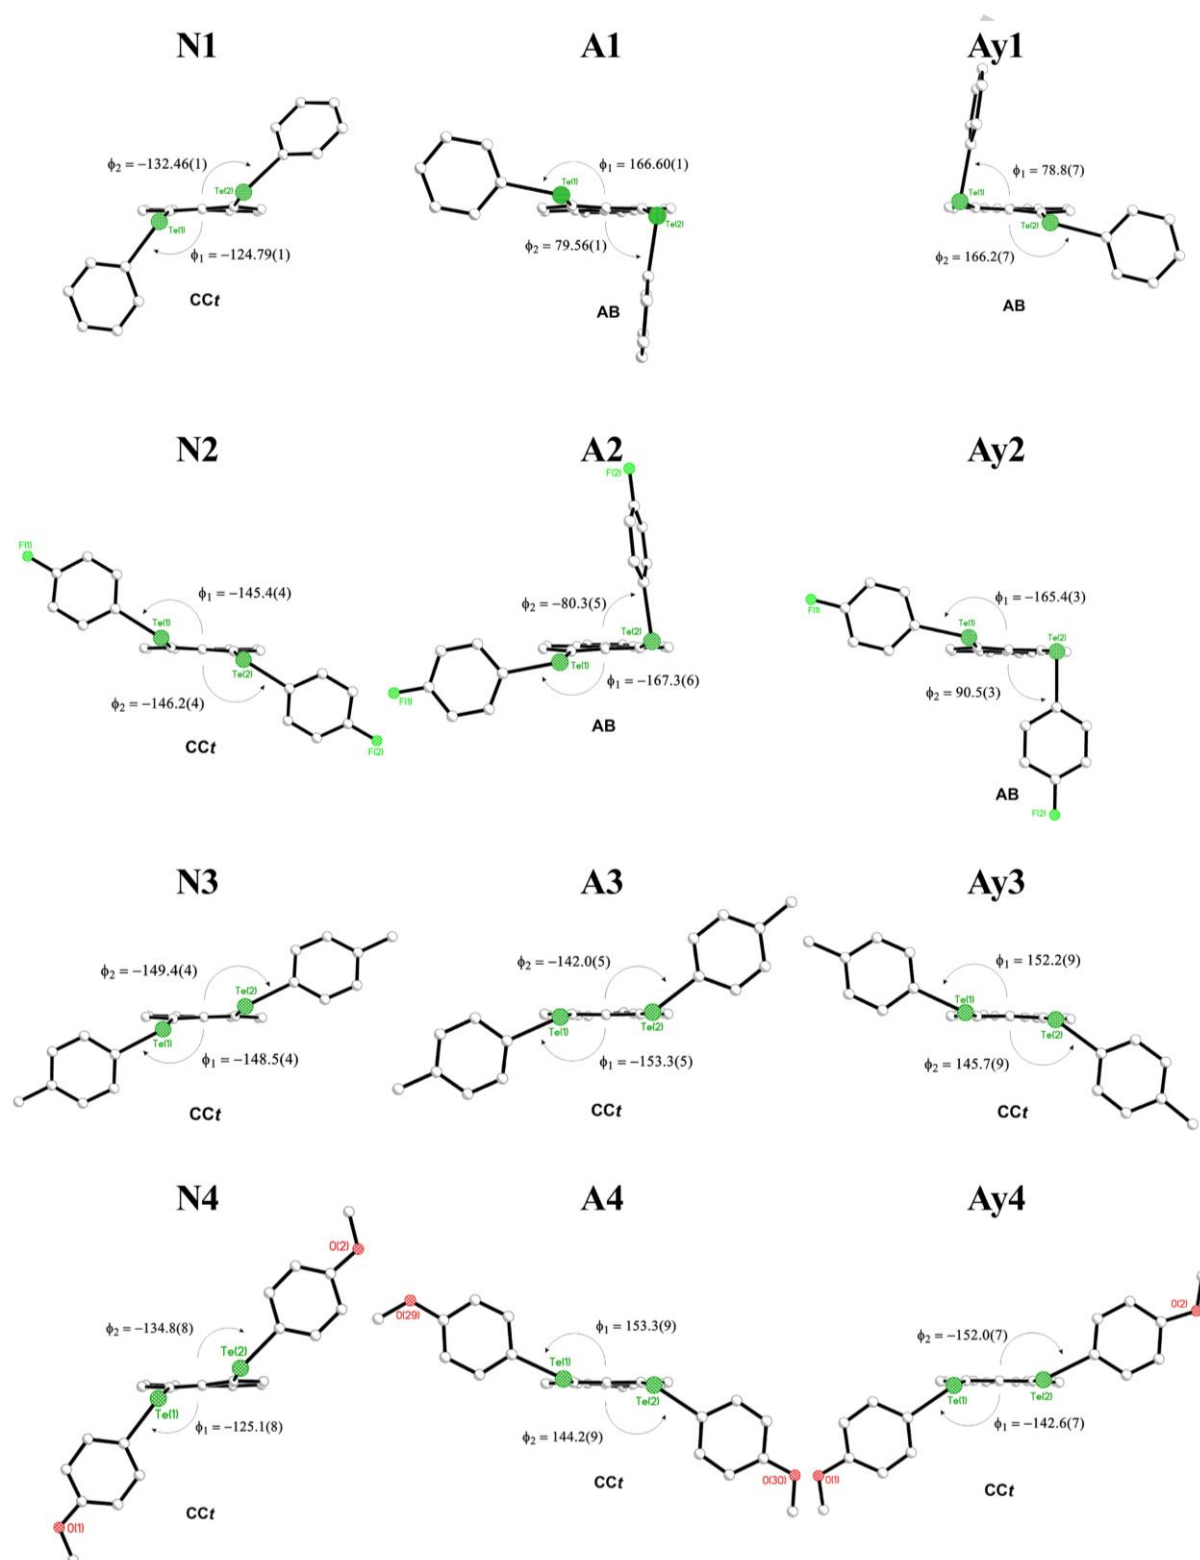 N1
A1
Ay1
ϕ2 = −132.46(1)
Te(2)
Te(1)
ϕ1 = −124.79(1)
CCt
Te(1)
ϕ1 = 166.60(1)
Te(2)
ϕ2 = 79.56(1)
AB
ϕ1 = 78.8(7)
Te(1)
Te(2)
ϕ2 = 166.2(7)
AB
N2
A2
Ay2
F(1)
ϕ1 = −145.4(4)
Te(1)
Te(2)
ϕ2 = −146.2(4)
F(2)
CCt
F(2)
ϕ2 = −80.3(5)
Te(2)
Te(1)
ϕ1 = −167.3(6)
F(1)
AB
F(1)
ϕ1 = −165.4(3)
Te(1)
Te(2)
ϕ2 = 90.5(3)
AB
F(2)
N3
A3
Ay3
ϕ2 = −149.4(4)
Te(2)
Te(1)
ϕ1 = −148.5(4)
CCt
ϕ2 = −142.0(5)
Te(1)
Te(2)
ϕ1 = −153.3(5)
CCt
ϕ1 = 152.2(9)
Te(1)
Te(2)
ϕ2 = 145.7(9)
CCt
N4
A4
Ay4
O(2)
ϕ2 = −134.8(8)
Te(2)
Te(1)
ϕ1 = −125.1(8)
CCt
O(1)
O(29)
ϕ1 = 153.3(9)
Te(1)
Te(2)
ϕ2 = 144.2(9)
O(30)
CCt
O(2)
ϕ2 = −152.0(7)
Te(1)
Te(2)
ϕ1 = −142.6(7)
O(1)
CCt